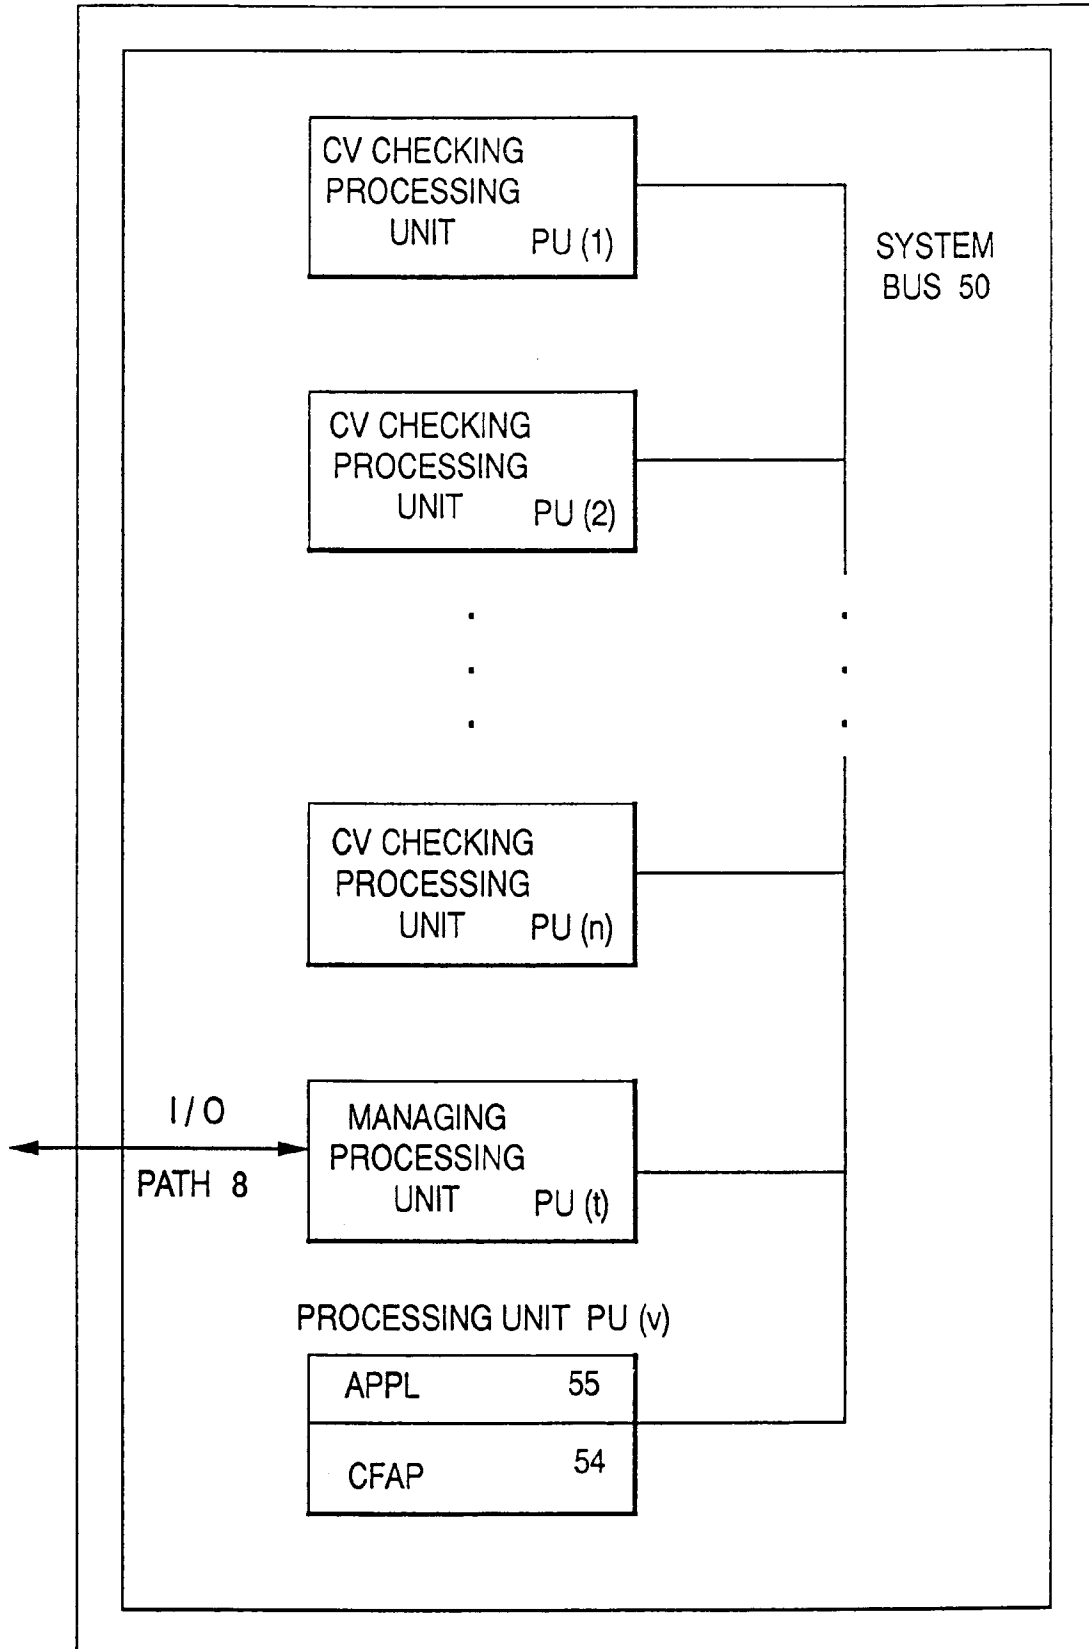 CV CHECKING
PROCESSING
UNIT PU (1)
SYSTEM
BUS 50
CV CHECKING
PROCESSING
UNIT PU (2)
CV CHECKING
PROCESSING
UNIT PU (n)
I/O
PATH 8
MANAGING
PROCESSING
UNIT PU (t)
PROCESSING UNIT PU (v)
APPL 55
CFAP 54